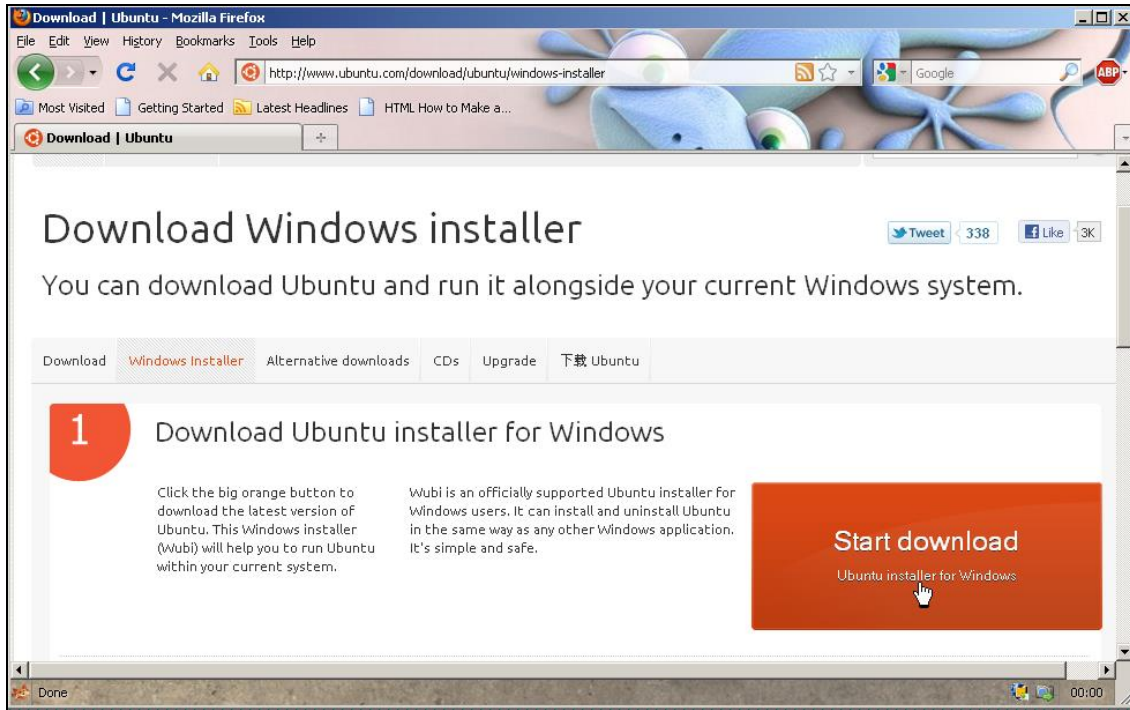 Download | Ubuntu - Mozilla Firefox
File Edit View History Bookmarks Tools Help
http://www.ubuntu.com/download/ubuntu/windows-installer
Google
ABP
Most Visited Getting Started Latest Headlines HTML How to Make a...
Download | Ubuntu
Download Windows installer
Tweet 338 Like 3K
You can download Ubuntu and run it alongside your current Windows system.
Download Windows Installer Alternative downloads CDs Upgrade 下载 Ubuntu
1
Download Ubuntu installer for Windows
Click the big orange button to
download the latest version of
Ubuntu. This Windows installer
(Wubi) will help you to run Ubuntu
within your current system.
Wubi is an officially supported Ubuntu installer for
Windows users. It can install and uninstall Ubuntu
in the same way as any other Windows application.
It's simple and safe.
Start download
Ubuntu installer for Windows
Done
00:00